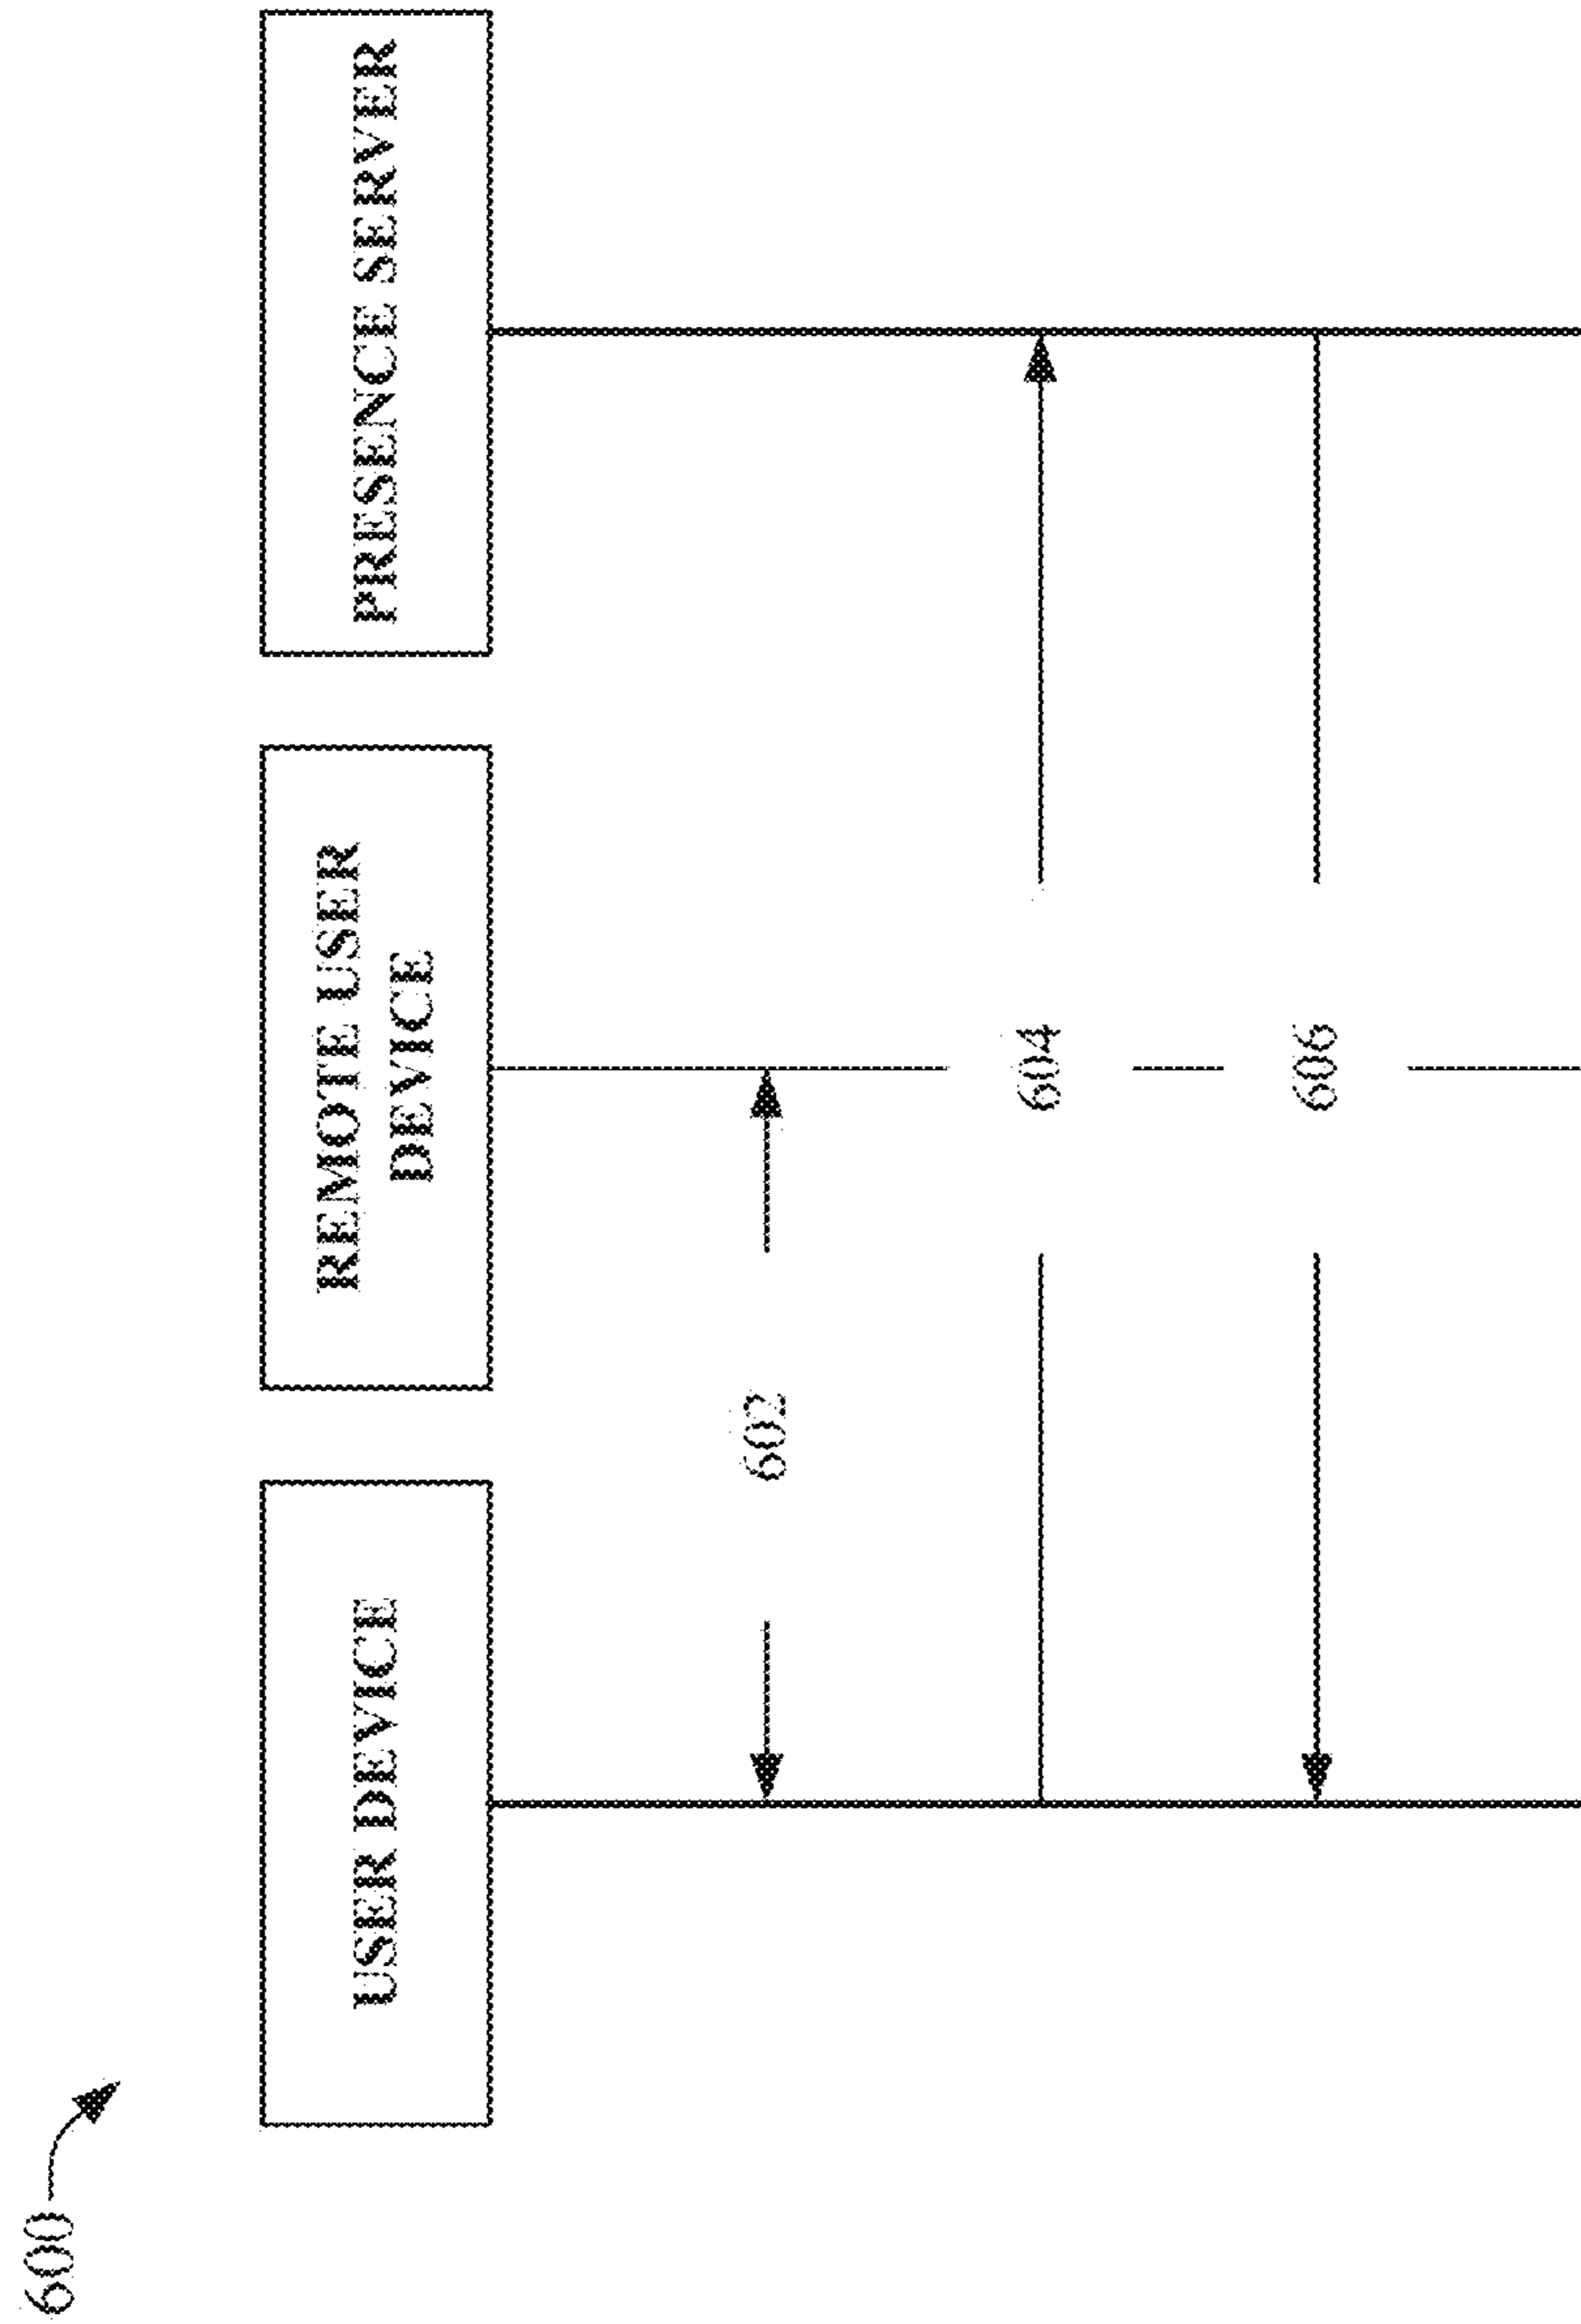 600
USER DEVICE
REMOTE USER
DEVICE
PRESENCE SERVER
602
604
606